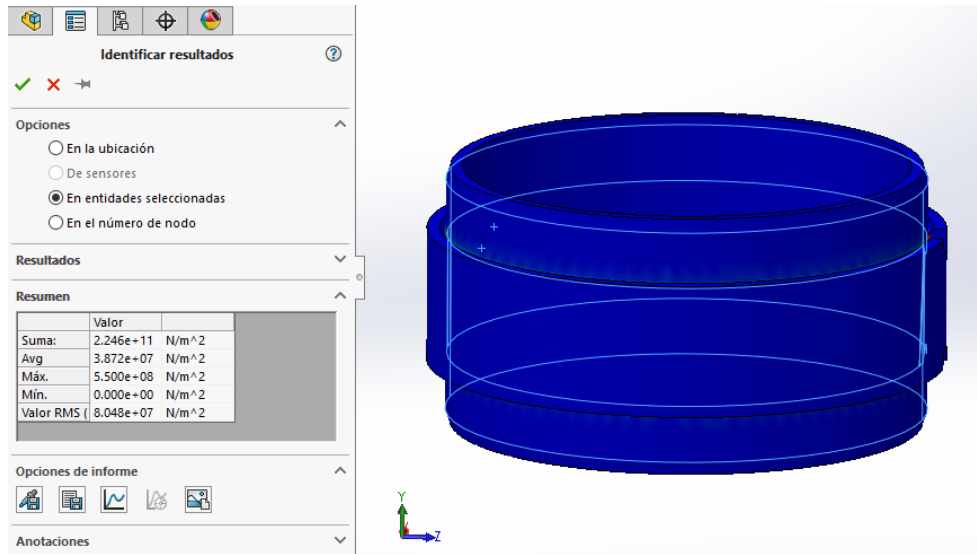 Identificar resultados
?
Opciones
En la ubicación
De sensores
En entidades seleccionadas
En el número de nodo
Resultados
Resumen
Valor
Suma: 2.246e+11 N/m^2
Avg 3.872e+07 N/m^2
Máx. 5.500e+08 N/m^2
Mín. 0.000e+00 N/m^2
Valor RMS ( 8.048e+07 N/m^2
Opciones de informe
Anotaciones
Y
Z